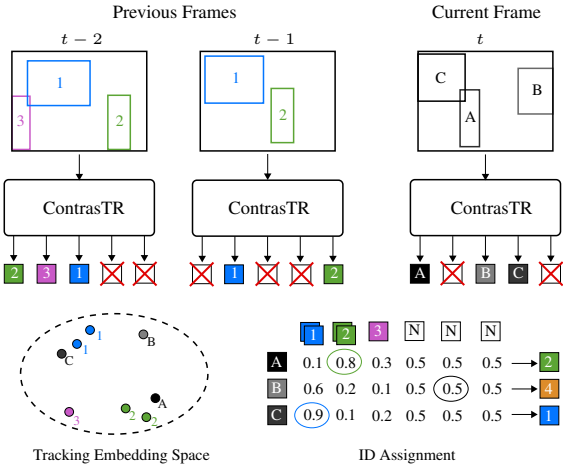 Previous Frames
Current Frame
t − 2
t − 1
t
1
3
2
1
2
C
A
B
ContrasTR
ContrasTR
ContrasTR
2 3 1
1 2
A B C
1
1
C
B
A
3
2
2
1 2 3 N N N
A 0.1 0.8 0.3 0.5 0.5 0.5 2
B 0.6 0.2 0.1 0.5 0.5 0.5 4
C 0.9 0.1 0.2 0.5 0.5 0.5 1
Tracking Embedding Space
ID Assignment